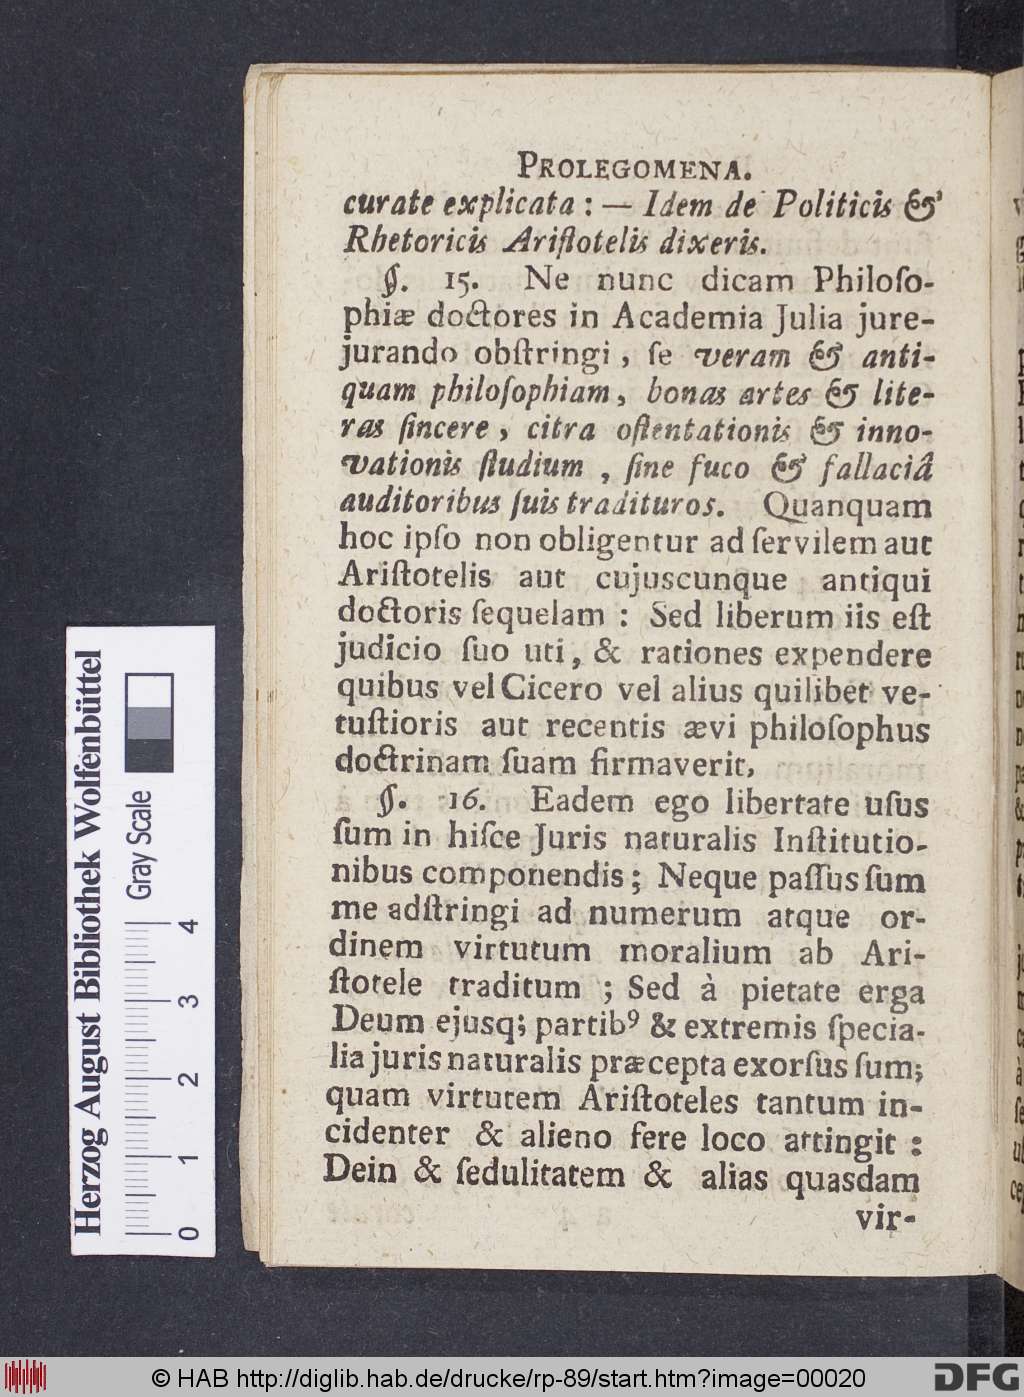 PROLEGOMENA.
curate explicata : — Idem de Politicis &
Rhetoricis Ariſtotelis dixeris.
§. 15. Ne nunc dicam Philoſo-
phiæ doctores in Academia Julia jure-
jurando obſtringi, ſe veram & anti-
quam philoſophiam, bonas artes & lite-
ras ſincere, citra oſtentationis & inno-
vationis ſtudium, ſine fuco & fallaciâ
auditoribus ſuis tradituros. Quanquam
hoc ipſo non obligentur ad ſervilem aut
Ariſtotelis aut cujuscunque antiqui
doctoris ſequelam : Sed liberum iis eſt
judicio ſuo uti, & rationes expendere
quibus vel Cicero vel alius quilibet ve-
tuſtioris aut recentis ævi philoſophus
doctrinam ſuam firmaverit,
§. 16. Eadem ego libertate uſus
ſum in hiſce Juris naturalis Inſtitutio-
nibus componendis; Neque paſſus ſum
me adſtringi ad numerum atque or-
dinem virtutum moralium ab Ari-
ſtotele traditum ; Sed à pietate erga
Deum ejusq; partibꝰ & extremis ſpecia-
lia juris naturalis præcepta exorſus ſum;
quam virtutem Ariſtoteles tantum in-
cidenter & alieno fere loco attingit :
Dein & ſedulitatem & alias quasdam
vir-
Herzog August Bibliothek Wolfenbüttel
Gray Scale
0 1 2 3 4
© HAB http://diglib.hab.de/drucke/rp-89/start.htm?image=00020
DFG